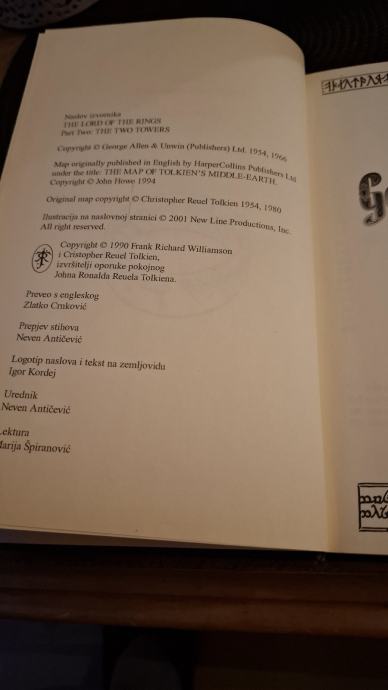 Naslov izvornika
THE LORD OF THE RINGS
Part Two: THE TWO TOWERS
Copyright © George Allen & Unwin (Publishers) Ltd. 1954, 1966
Map originally published in English by HarperCollins Publishers Ltd
under the title: THE MAP OF TOLKIEN'S MIDDLE-EARTH.
Copyright © John Howe 1994
Original map copyright © Christopher Reuel Tolkien 1954, 1980
Ilustracija na naslovnoj stranici © 2001 New Line Productions, Inc.
All right reserved.
Copyright © 1990 Frank Richard Williamson
i Cristopher Reuel Tolkien,
izvršitelji oporuke pokojnog
Johna Ronalda Reuela Tolkiena.
Preveo s engleskog
Zlatko Crnković
Prepjev stihova
Neven Antičević
Logotip naslova i tekst na zemljovidu
Igor Kordej
Urednik
Neven Antičević
Lektura
Marija Špiranović